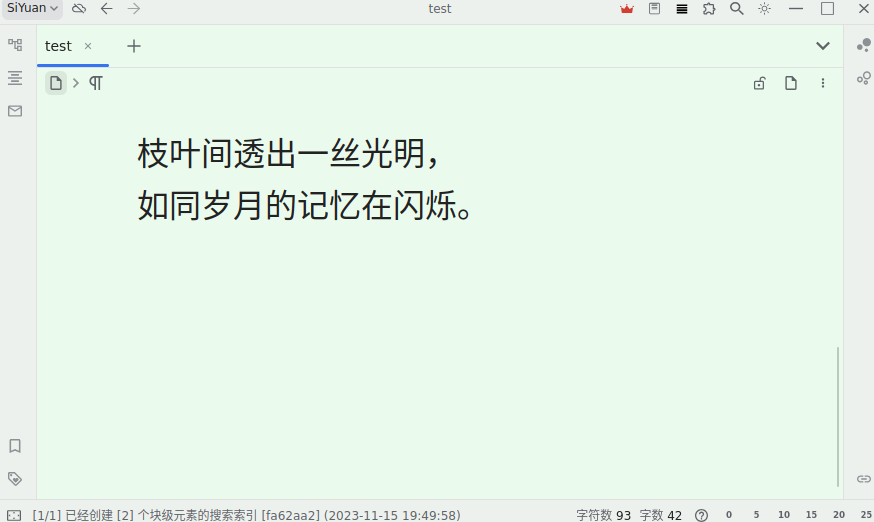 SiYuan
test
test
枝叶间透出一丝光明，
如同岁月的记忆在闪烁。
[1/1] 已经创建 [2] 个块级元素的搜索索引 [fa62aa2] (2023-11-15 19:49:58)
字符数 93 字数 42
0 5 10 15 20 25